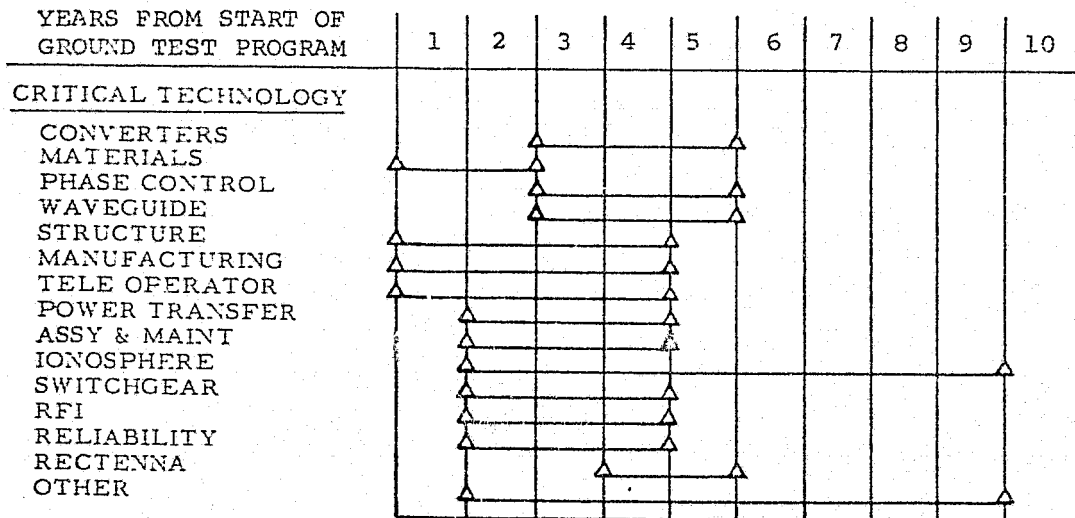 YEARS FROM START OF
GROUND TEST PROGRAM 1 2 3 4 5 6 7 8 9 10
CRITICAL TECHNOLOGY
CONVERTERS
MATERIALS
PHASE CONTROL
WAVEGUIDE
STRUCTURE
MANUFACTURING
TELE OPERATOR
POWER TRANSFER
ASSY & MAINT
IONOSPHERE
SWITCHGEAR
RFI
RELIABILITY
RECTENNA
OTHER